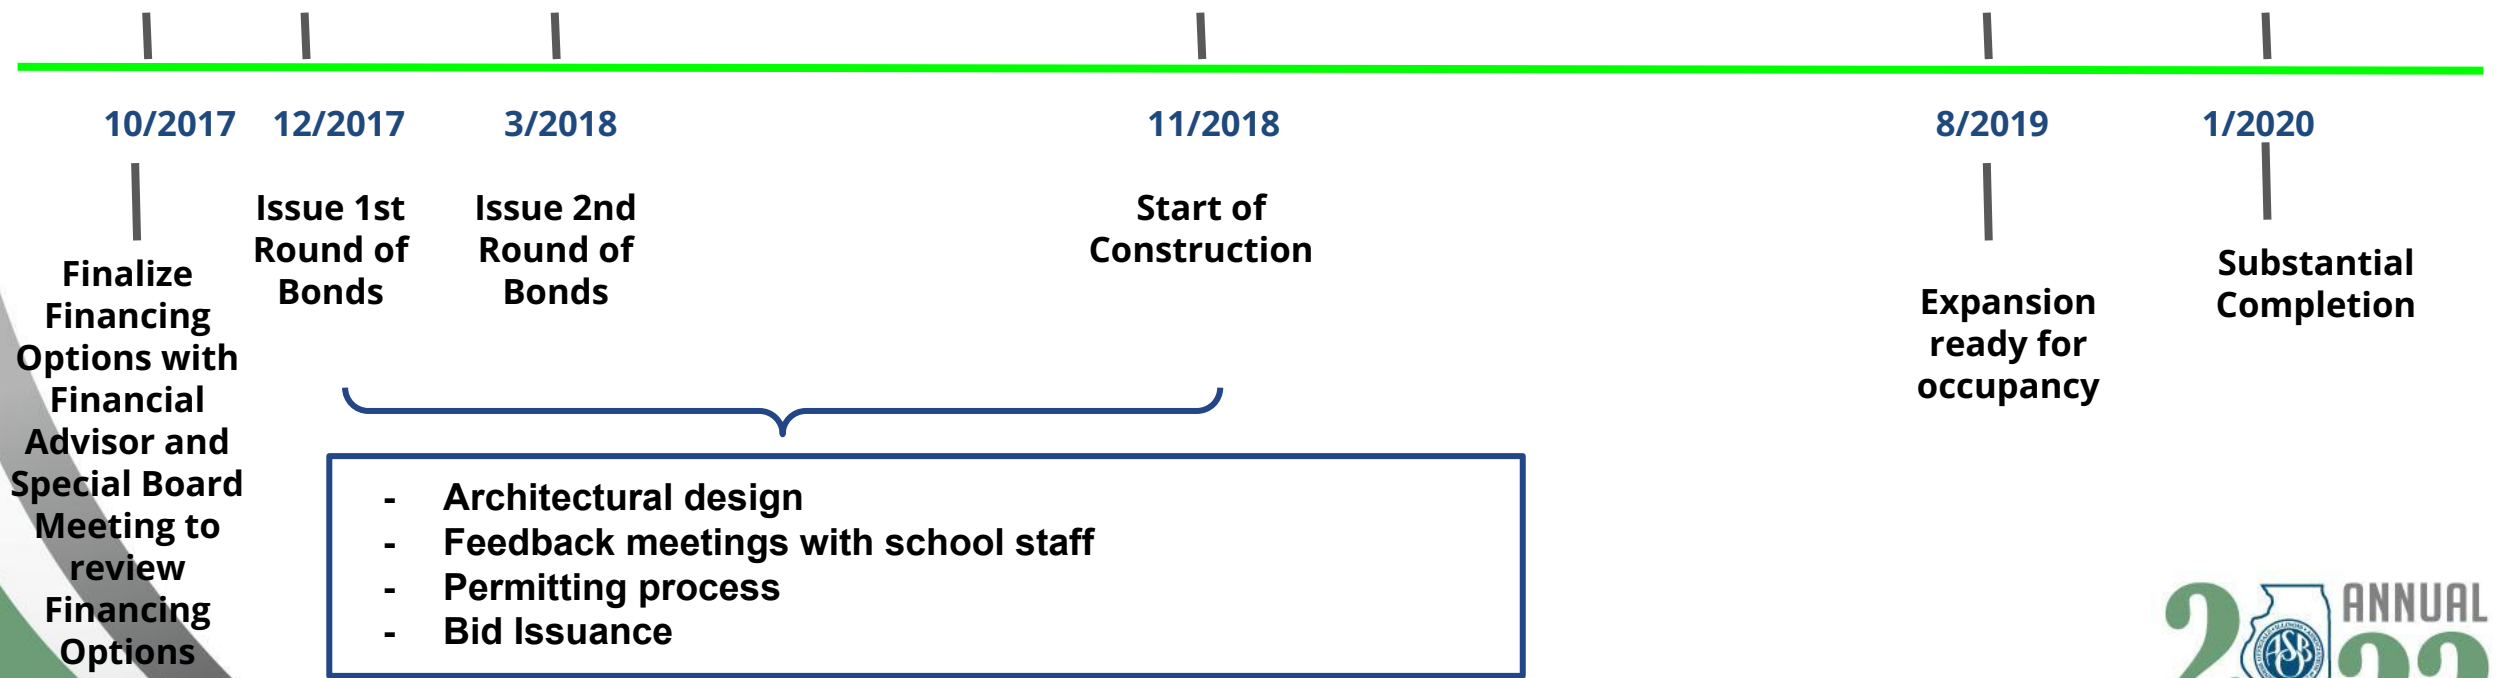 10/2017
12/2017
3/2018
11/2018
8/2019
1/2020
Finalize
Financing
Options with
Financial
Advisor and
Special Board
Meeting to
review
Financing
Options
Issue 1st
Round of
Bonds
Issue 2nd
Round of
Bonds
Start of
Construction
Expansion
ready for
occupancy
Substantial
Completion
- Architectural design
- Feedback meetings with school staff
- Permitting process
- Bid Issuance
ANNUAL